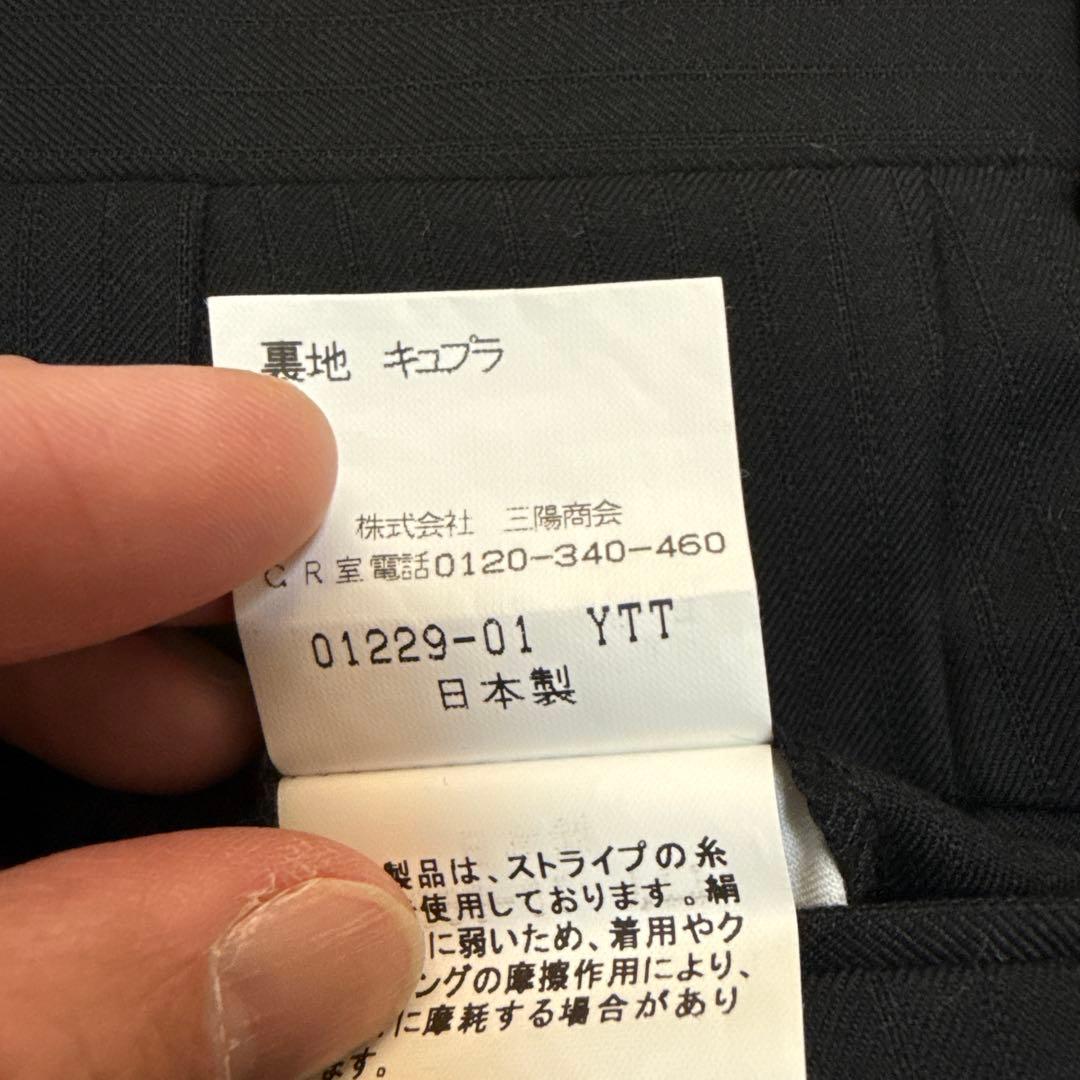 裏地 キュプラ
株式会社 三陽商会
CR室電話0120-340-460
01229-01 YTT
日本製
製品は、ストライプの糸
使用しております。絹
に弱いため、着用やク
ングの摩擦作用により、
に摩耗する場合があり
ます。